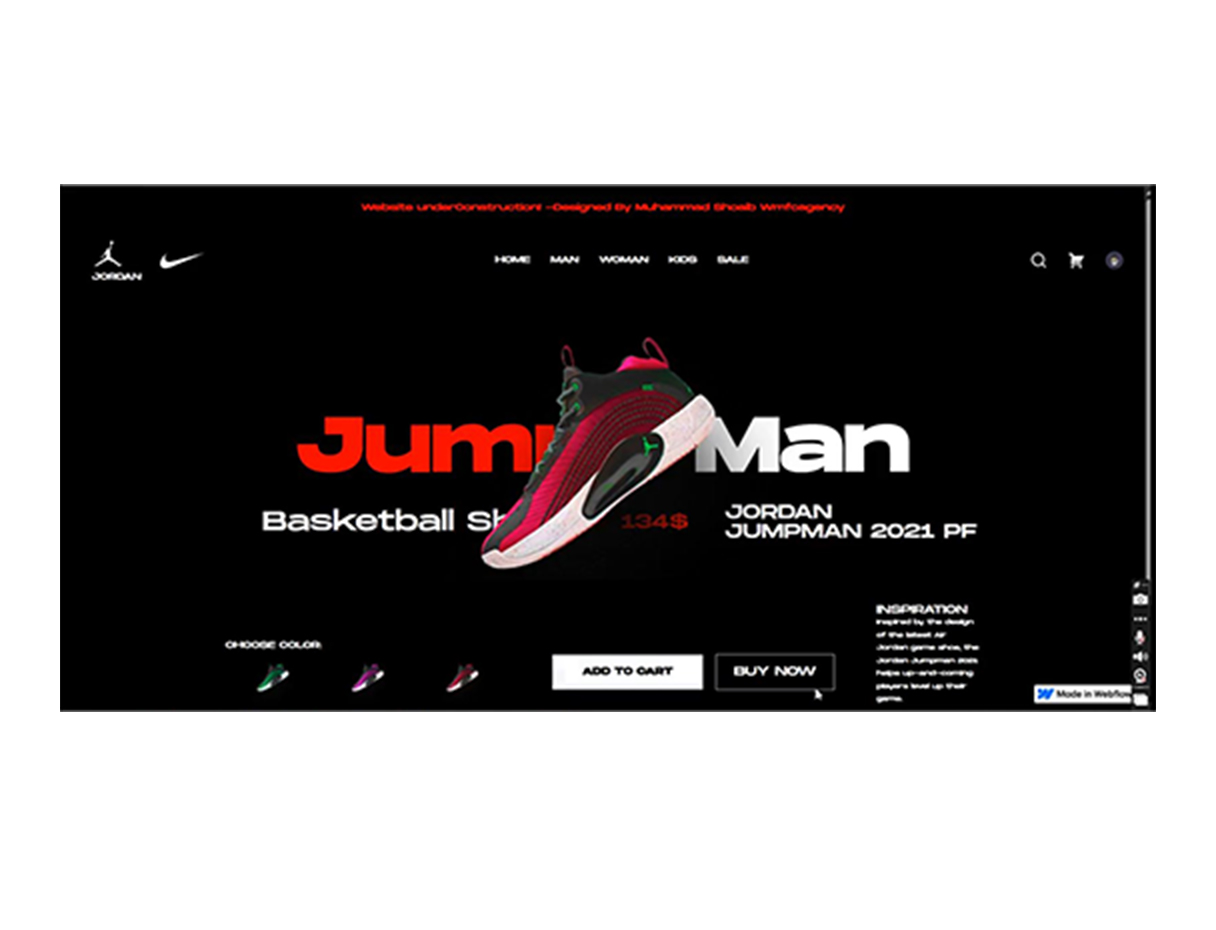 Website underConstruction! -Designed By Muhammad Shoaib Wmfcagency
JORDAN
HOME MAN WOMAN KIDS SALE
Jum Man
Basketball Sh 134$
JORDAN
JUMPMAN 2021 PF
CHOOSE COLOR:
ADD TO CART BUY NOW
INSPIRATION
Inspired by the design
of the latest Air
Jordan game shoe, the
Jordan Jumpman 2021
helps up-and-coming
players level up their
game.
Made in Webflow